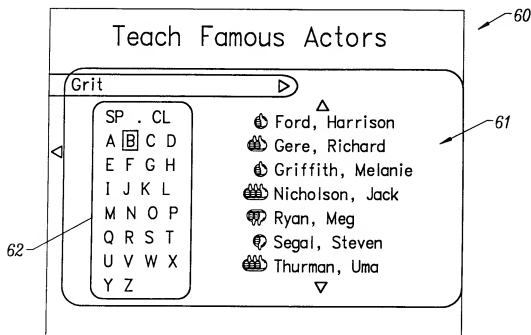 60
Teach Famous Actors
Grit
61
SP . CL
A B C D
E F G H
I J K L
M N O P
Q R S T
U V W X
Y Z
62
Ford, Harrison
Gere, Richard
Griffith, Melanie
Nicholson, Jack
Ryan, Meg
Segal, Steven
Thurman, Uma